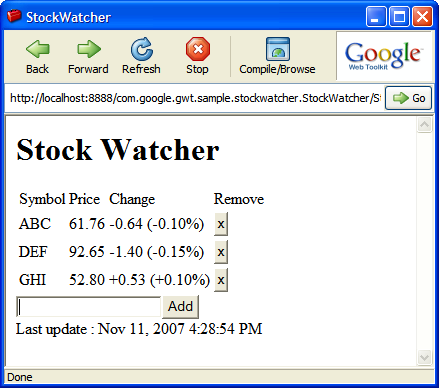 StockWatcher
Back Forward Refresh Stop Compile/Browse
Google
Web Toolkit
http://localhost:8888/com.google.gwt.sample.stockwatcher.StockWatcher/S Go
Stock Watcher
Symbol Price Change Remove
ABC 61.76 -0.64 (-0.10%) x
DEF 92.65 -1.40 (-0.15%) x
GHI 52.80 +0.53 (+0.10%) x
Add
Last update : Nov 11, 2007 4:28:54 PM
Done